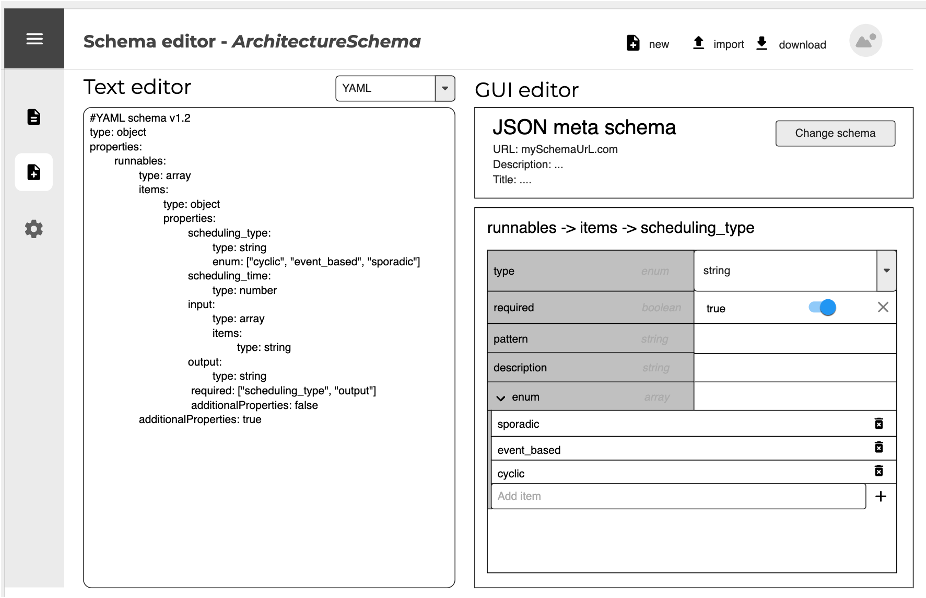 Schema editor - ArchitectureSchema
new
import
download
Text editor
YAML
#YAML schema v1.2
type: object
properties:
runnables:
type: array
items:
type: object
properties:
scheduling_type:
type: string
enum: ["cyclic", "event_based", "sporadic"]
scheduling_time:
type: number
input:
type: array
items:
type: string
output:
type: string
required: ["scheduling_type", "output"]
additionalProperties: false
additionalProperties: true
GUI editor
JSON meta schema
Change schema
URL: mySchemaUrL.com
Description: ...
Title: ....
runnables -> items -> scheduling_type
type enum string
required boolean true
pattern string
description string
enum array
sporadic
event_based
cyclic
Add item